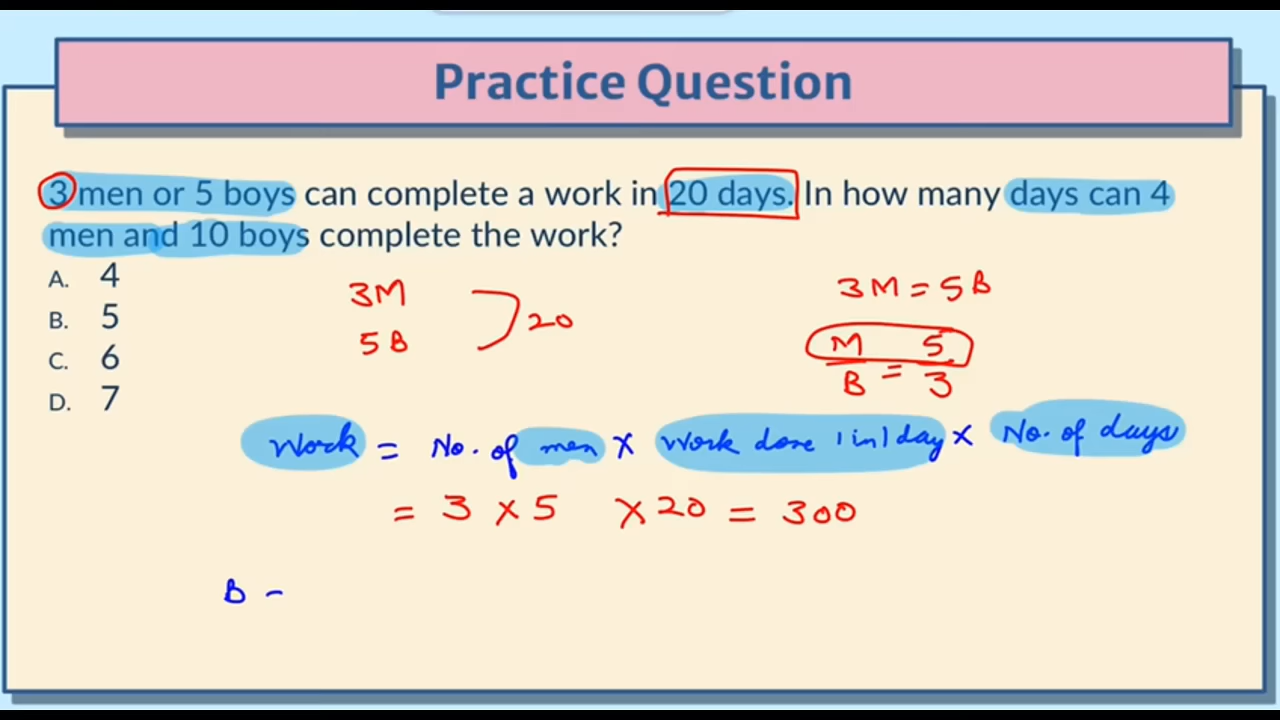 Practice Question
3 men or 5 boys can complete a work in 20 days. In how many days can 4
men and 10 boys complete the work?
A. 4
B. 5
C. 6
D. 7
3M
5B
20
3M = 5B
M/B = 5/3
Work = No. of men × Work done in 1 day × No. of days
= 3 × 5 × 20 = 300
B -